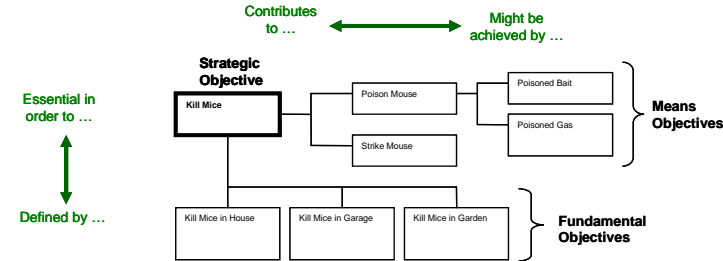 Contributes
to …
Might be
achieved by …
Strategic
Objective
Essential in
order to …
Kill Mice
Poison Mouse
Poisoned Bait
Means
Objectives
Poisoned Gas
Strike Mouse
Defined by …
Kill Mice in House
Kill Mice in Garage
Kill Mice in Garden
Fundamental
Objectives